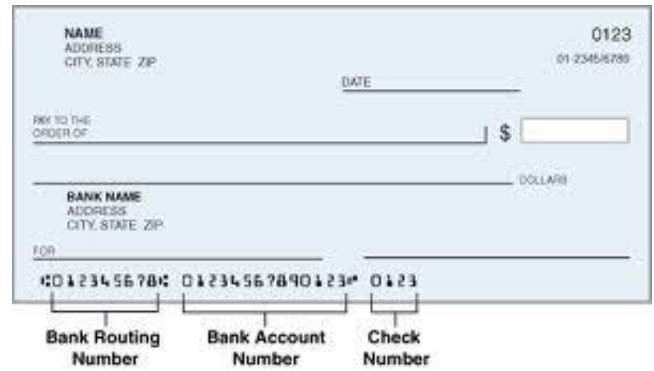 NAME 0123
ADDRESS 01-2345/6789
CITY, STATE ZIP
DATE
PAY TO THE
ORDER OF $
DOLLARS
BANK NAME
ADDRESS
CITY, STATE ZIP
FOR
⑆012345678⑆ 01234567890123⑈ 0123
Bank Routing Bank Account Check
Number Number Number